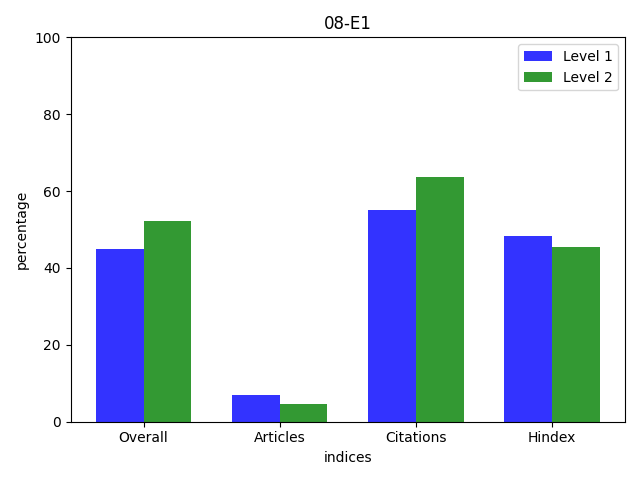 08-E1
100
80
60
40
20
0
percentage
Level 1
Level 2
Overall
Articles
Citations
Hindex
indices